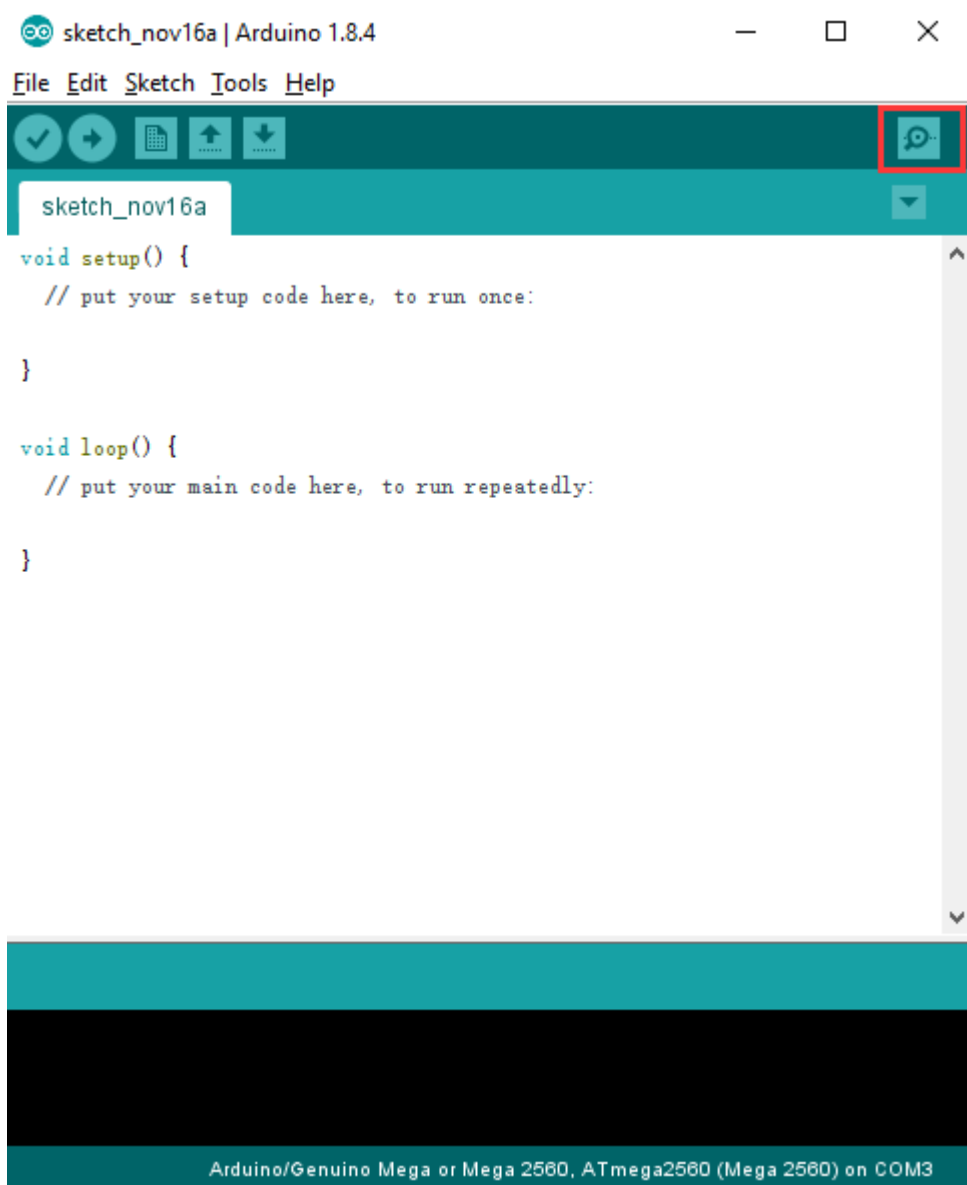 sketch_nov16a | Arduino 1.8.4
File Edit Sketch Tools Help
sketch_nov16a
void setup() {
  // put your setup code here, to run once:
}
void loop() {
  // put your main code here, to run repeatedly:
}
Arduino/Genuino Mega or Mega 2560, ATmega2560 (Mega 2560) on COM3